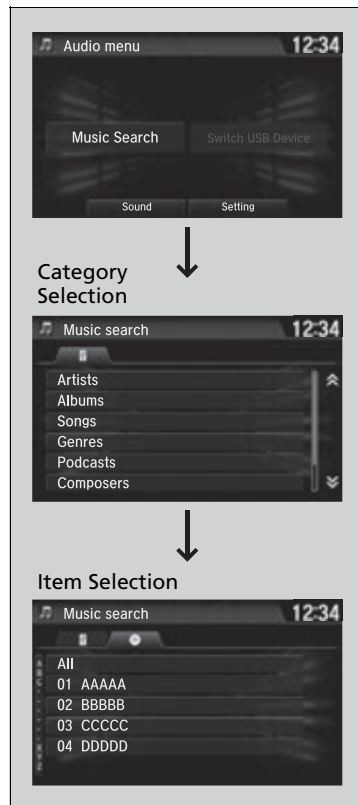 Audio menu 12:34
Music Search Switch USB Device
Sound Setting
Category
Selection
Music search 12:34
Artists
Albums
Songs
Genres
Podcasts
Composers
Item Selection
Music search 12:34
All
01 AAAAA
02 BBBBB
03 CCCCC
04 DDDDD